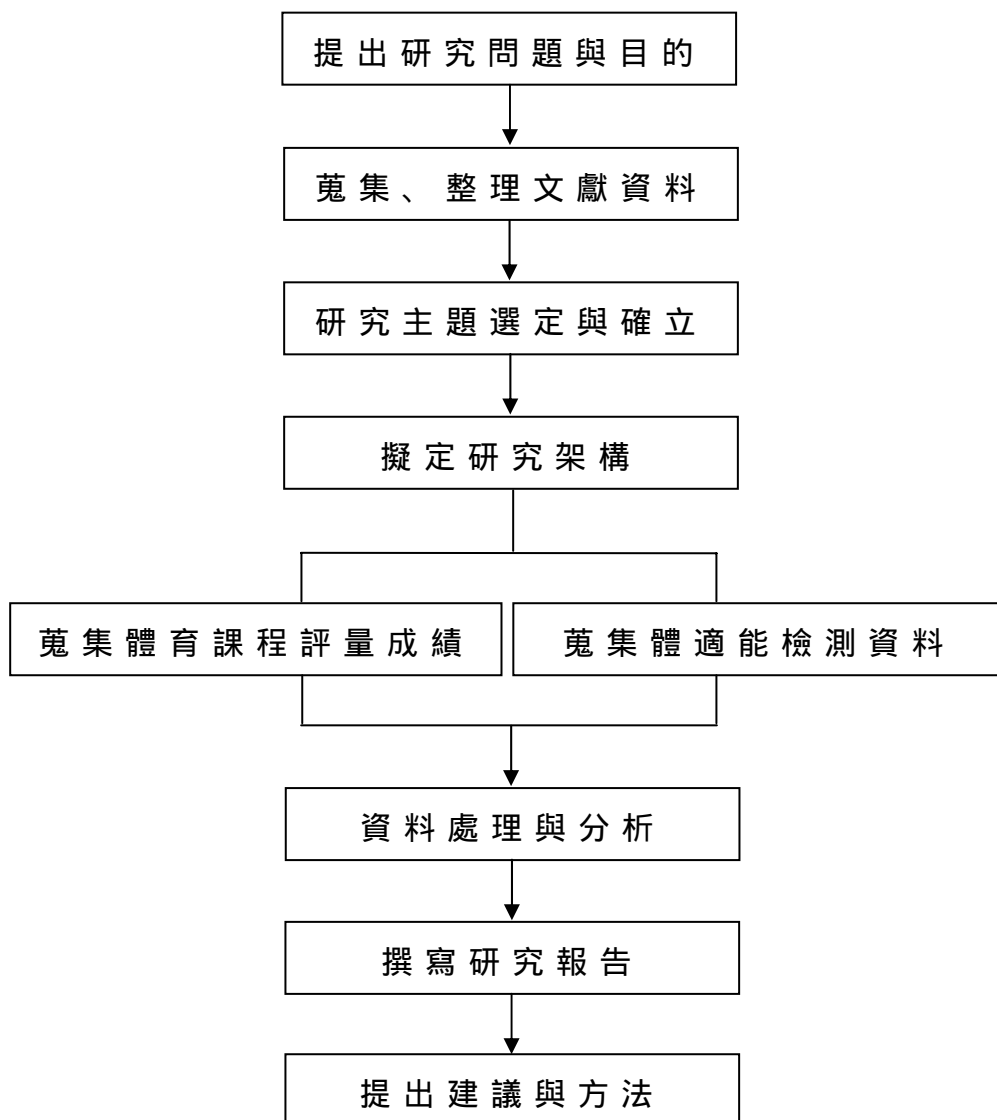 提出研究問題與目的
蒐集、整理文獻資料
研究主題選定與確立
擬定研究架構
蒐集體育課程評量成績
蒐集體適能檢測資料
資料處理與分析
撰寫研究報告
提出建議與方法